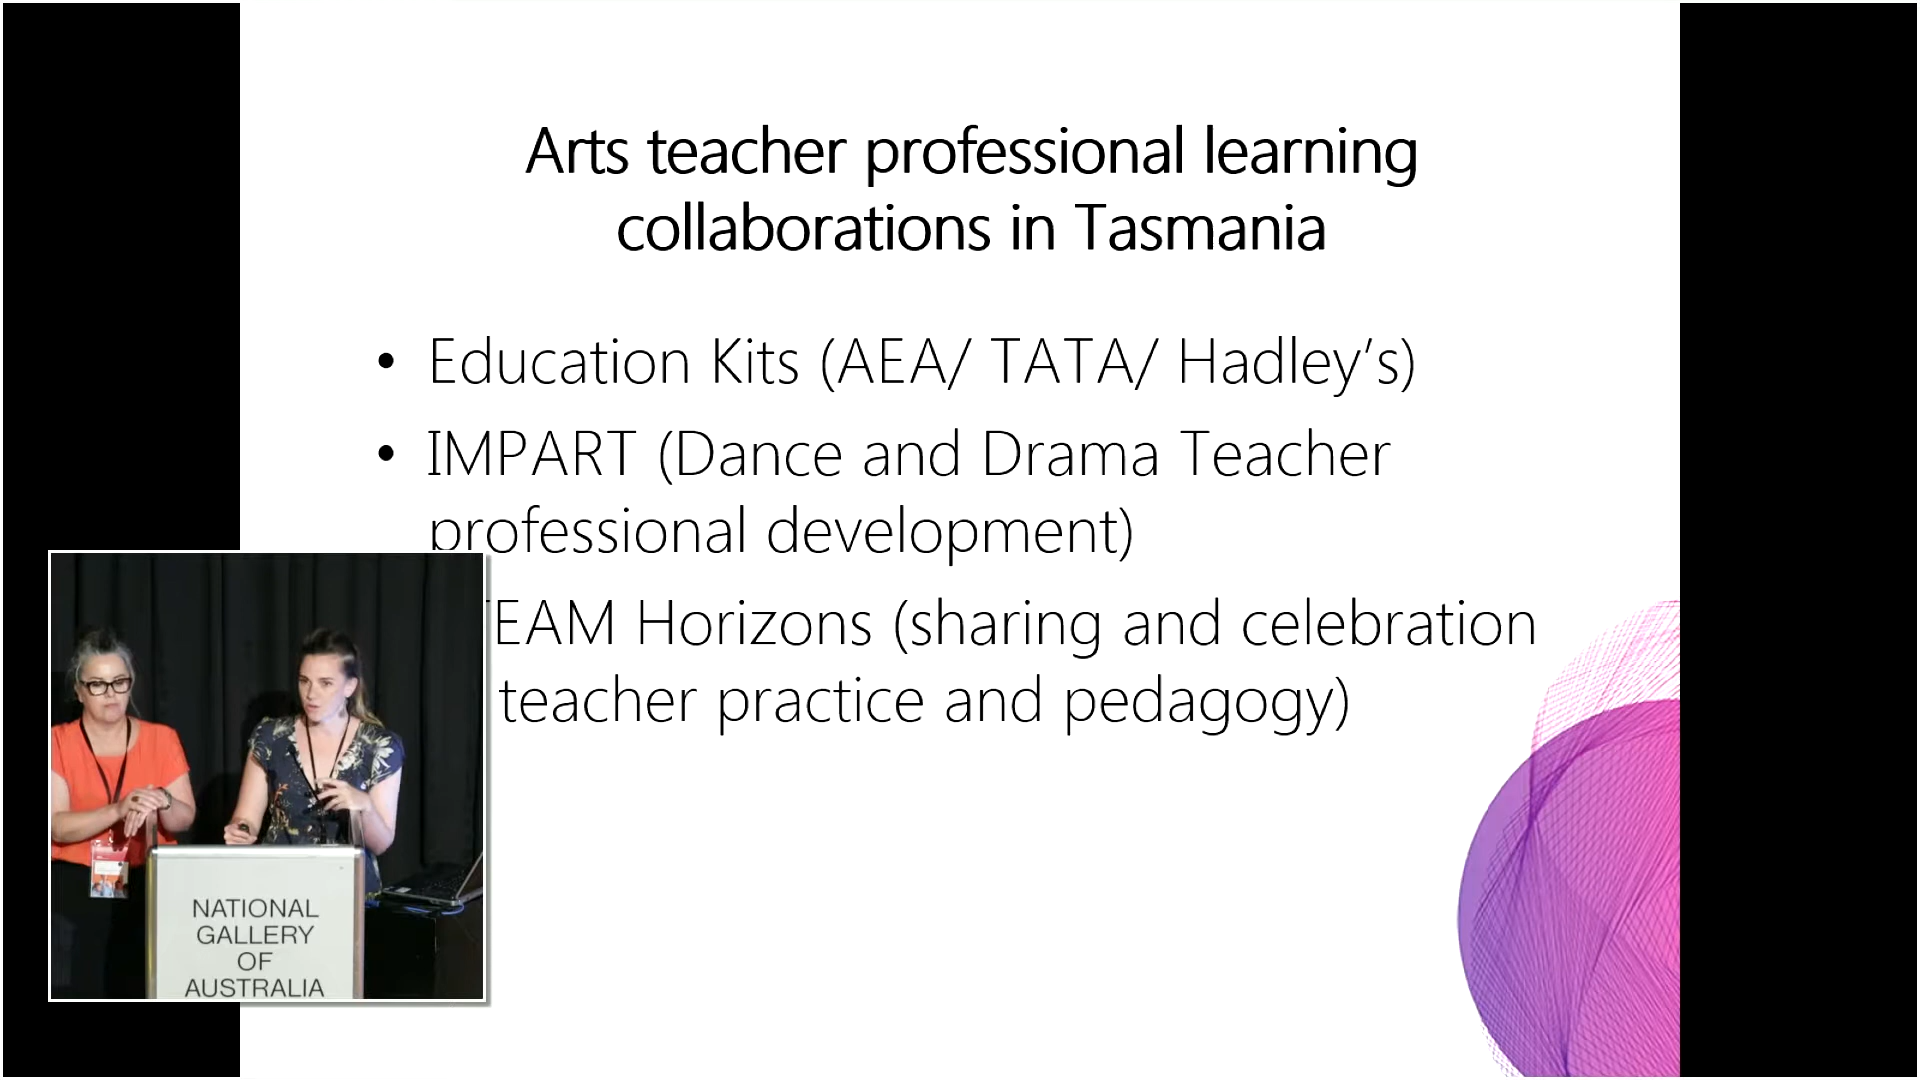 Arts teacher professional learning
collaborations in Tasmania
• Education Kits (AEA/ TATA/ Hadley’s)
• IMPART (Dance and Drama Teacher
professional development)
TEAM Horizons (sharing and celebration
teacher practice and pedagogy)
NATIONAL
GALLERY
OF
AUSTRALIA